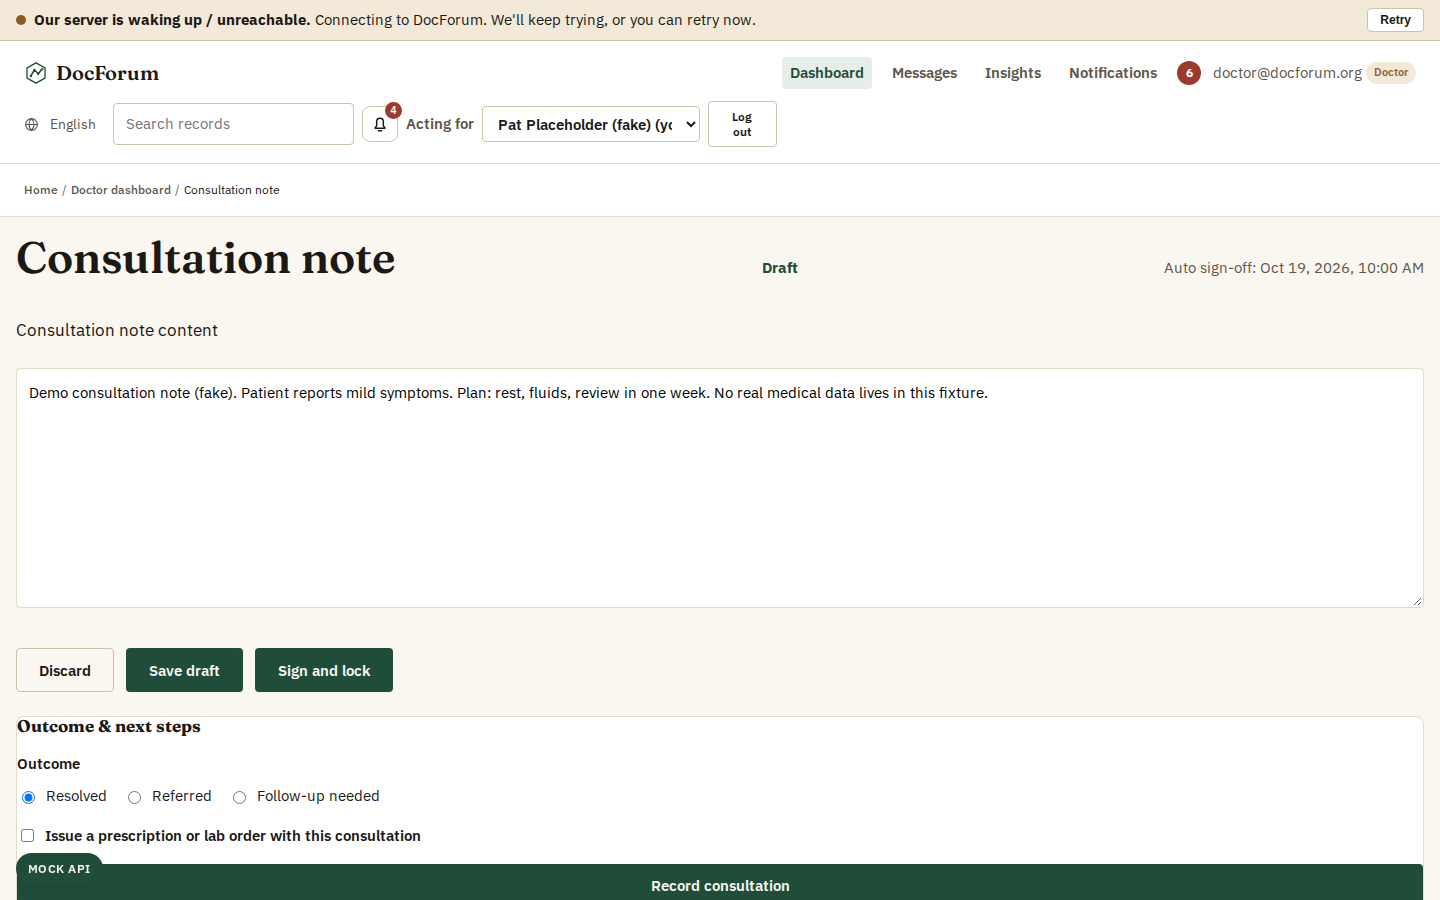 Our server is waking up / unreachable. Connecting to DocForum. We'll keep trying, or you can retry now.
Retry
DocForum
Dashboard
Messages
Insights
Notifications
6
doctor@docforum.org
Doctor
English
Search records
4
Acting for
Pat Placeholder (fake) (yo
Log
out
Home / Doctor dashboard / Consultation note
Consultation note
Draft
Auto sign-off: Oct 19, 2026, 10:00 AM
Consultation note content
Demo consultation note (fake). Patient reports mild symptoms. Plan: rest, fluids, review in one week. No real medical data lives in this fixture.
Discard
Save draft
Sign and lock
Outcome & next steps
Outcome
Resolved
Referred
Follow-up needed
Issue a prescription or lab order with this consultation
MOCK API
Record consultation